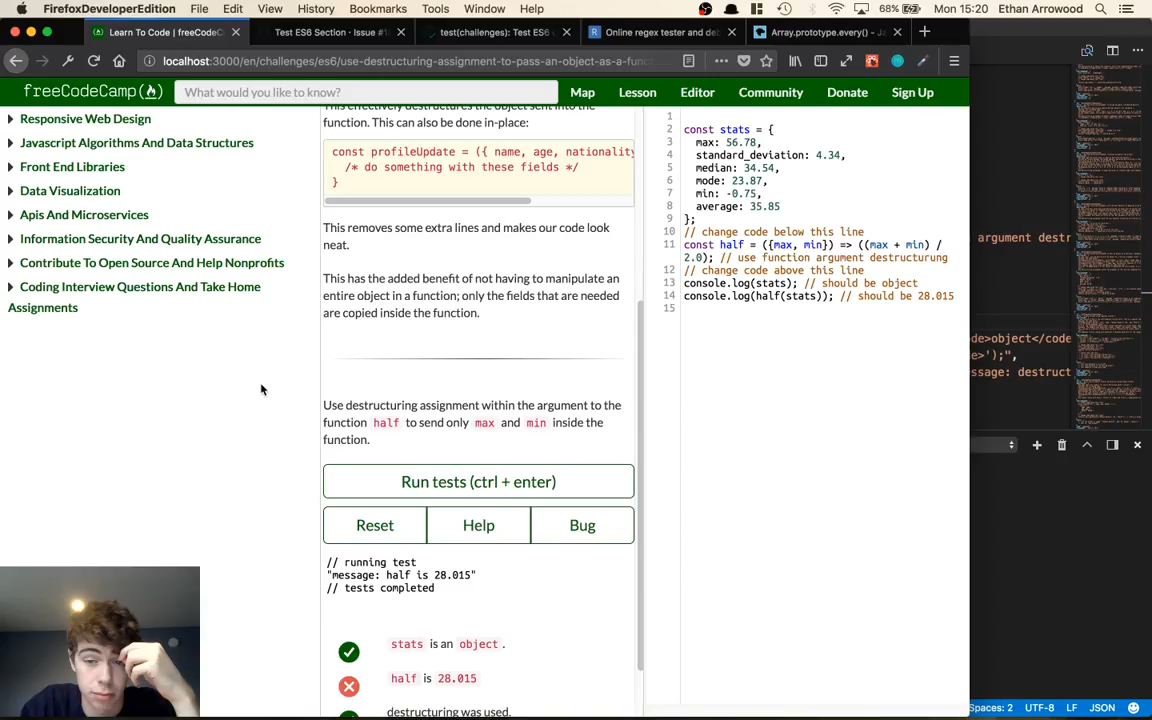 FirefoxDeveloperEdition File Edit View History Bookmarks Tools Window Help 68% Mon 15:20 Ethan Arrowood
Learn To Code | freeCodeC Test ES6 Section · Issue #1 test(challenges): Test ES6 Online regex tester and de Array.prototype.every() - Ja
localhost:3000/en/challenges/es6/use-destructuring-assignment-to-pass-an-object-as-a-func
freeCodeCamp What would you like to know? Map Lesson Editor Community Donate Sign Up
Responsive Web Design
Javascript Algorithms And Data Structures
Front End Libraries
Data Visualization
Apis And Microservices
Information Security And Quality Assurance
Contribute To Open Source And Help Nonprofits
Coding Interview Questions And Take Home
Assignments
This effectively destructures the object sent into the
function. This can also be done in-place:
const profileUpdate = ({ name, age, nationality
/* do something with these fields */
}
This removes some extra lines and makes our code look
neat.
This has the added benefit of not having to manipulate an
entire object in a function; only the fields that are needed
are copied inside the function.
Use destructuring assignment within the argument to the
function half to send only max and min inside the
function.
Run tests (ctrl + enter)
Reset Help Bug
// running test
"message: half is 28.015"
// tests completed
stats is an object.
half is 28.015
destructuring was used.
1
2 const stats = {
3 max: 56.78,
4 standard_deviation: 4.34,
5 median: 34.54,
6 mode: 23.87,
7 min: -0.75,
8 average: 35.85
9 };
10 // change code below this line
11 const half = ({max, min}) => ((max + min) /
2.0); // use function argument destructurung
12 // change code above this line
13 console.log(stats); // should be object
14 console.log(half(stats)); // should be 28.015
15
argument destr
de>object</code
e>');",
ssage: destruct
Spaces: 2 UTF-8 LF JSON